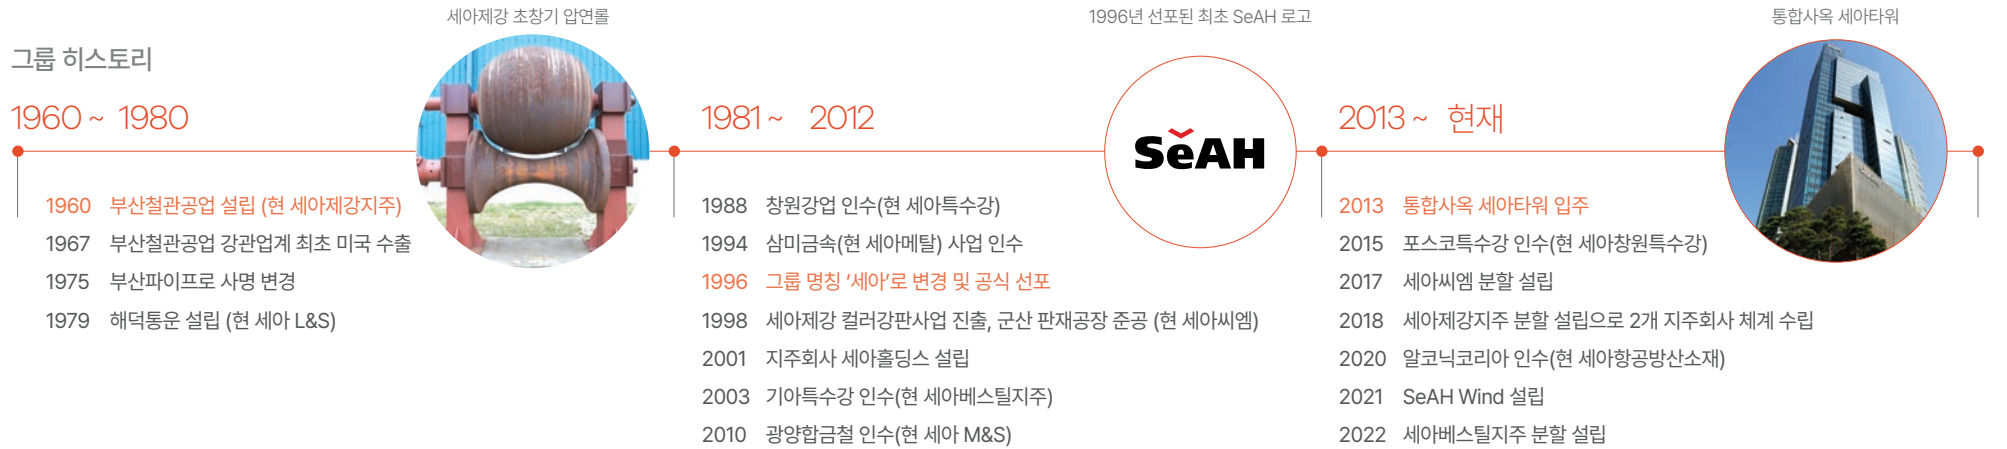 세아제강 초창기 압연롤
1996년 선포된 최초 SeAH 로고
통합사옥 세아타워
그룹 히스토리
1960 ~ 1980
1960 부산철관공업 설립 (현 세아제강지주)
1967 부산철관공업 강관업계 최초 미국 수출
1975 부산파이프로 사명 변경
1979 해덕통운 설립 (현 세아 L&S)
1981 ~ 2012
SeAH
1988 창원강업 인수(현 세아특수강)
1994 삼미금속(현 세아메탈) 사업 인수
1996 그룹 명칭 ‘세아’로 변경 및 공식 선포
1998 세아제강 컬러강판사업 진출, 군산 판재공장 준공 (현 세아씨엠)
2001 지주회사 세아홀딩스 설립
2003 기아특수강 인수(현 세아베스틸지주)
2010 광양합금철 인수(현 세아 M&S)
2013 ~ 현재
2013 통합사옥 세아타워 입주
2015 포스코특수강 인수(현 세아창원특수강)
2017 세아씨엠 분할 설립
2018 세아제강지주 분할 설립으로 2개 지주회사 체계 수립
2020 알코닉코리아 인수(현 세아항공방산소재)
2021 SeAH Wind 설립
2022 세아베스틸지주 분할 설립